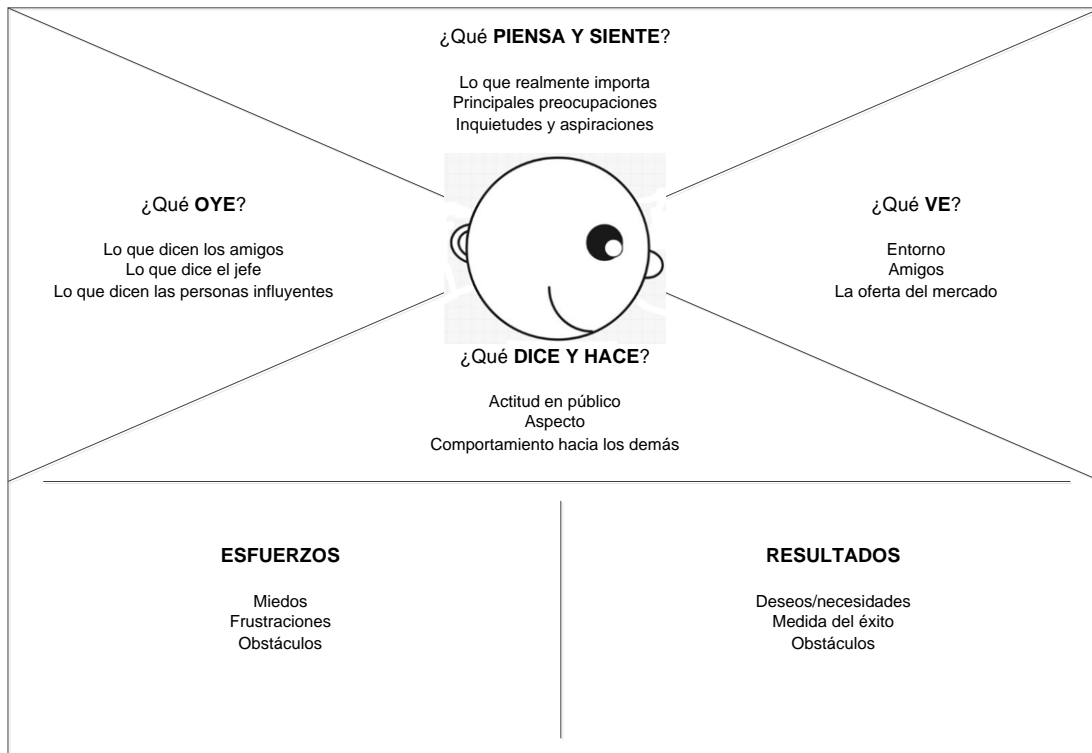 ¿Qué PIENSA Y SIENTE?
Lo que realmente importa
Principales preocupaciones
Inquietudes y aspiraciones
¿Qué OYE?
Lo que dicen los amigos
Lo que dice el jefe
Lo que dicen las personas influyentes
¿Qué VE?
Entorno
Amigos
La oferta del mercado
¿Qué DICE Y HACE?
Actitud en público
Aspecto
Comportamiento hacia los demás
ESFUERZOS
Miedos
Frustraciones
Obstáculos
RESULTADOS
Deseos/necesidades
Medida del éxito
Obstáculos